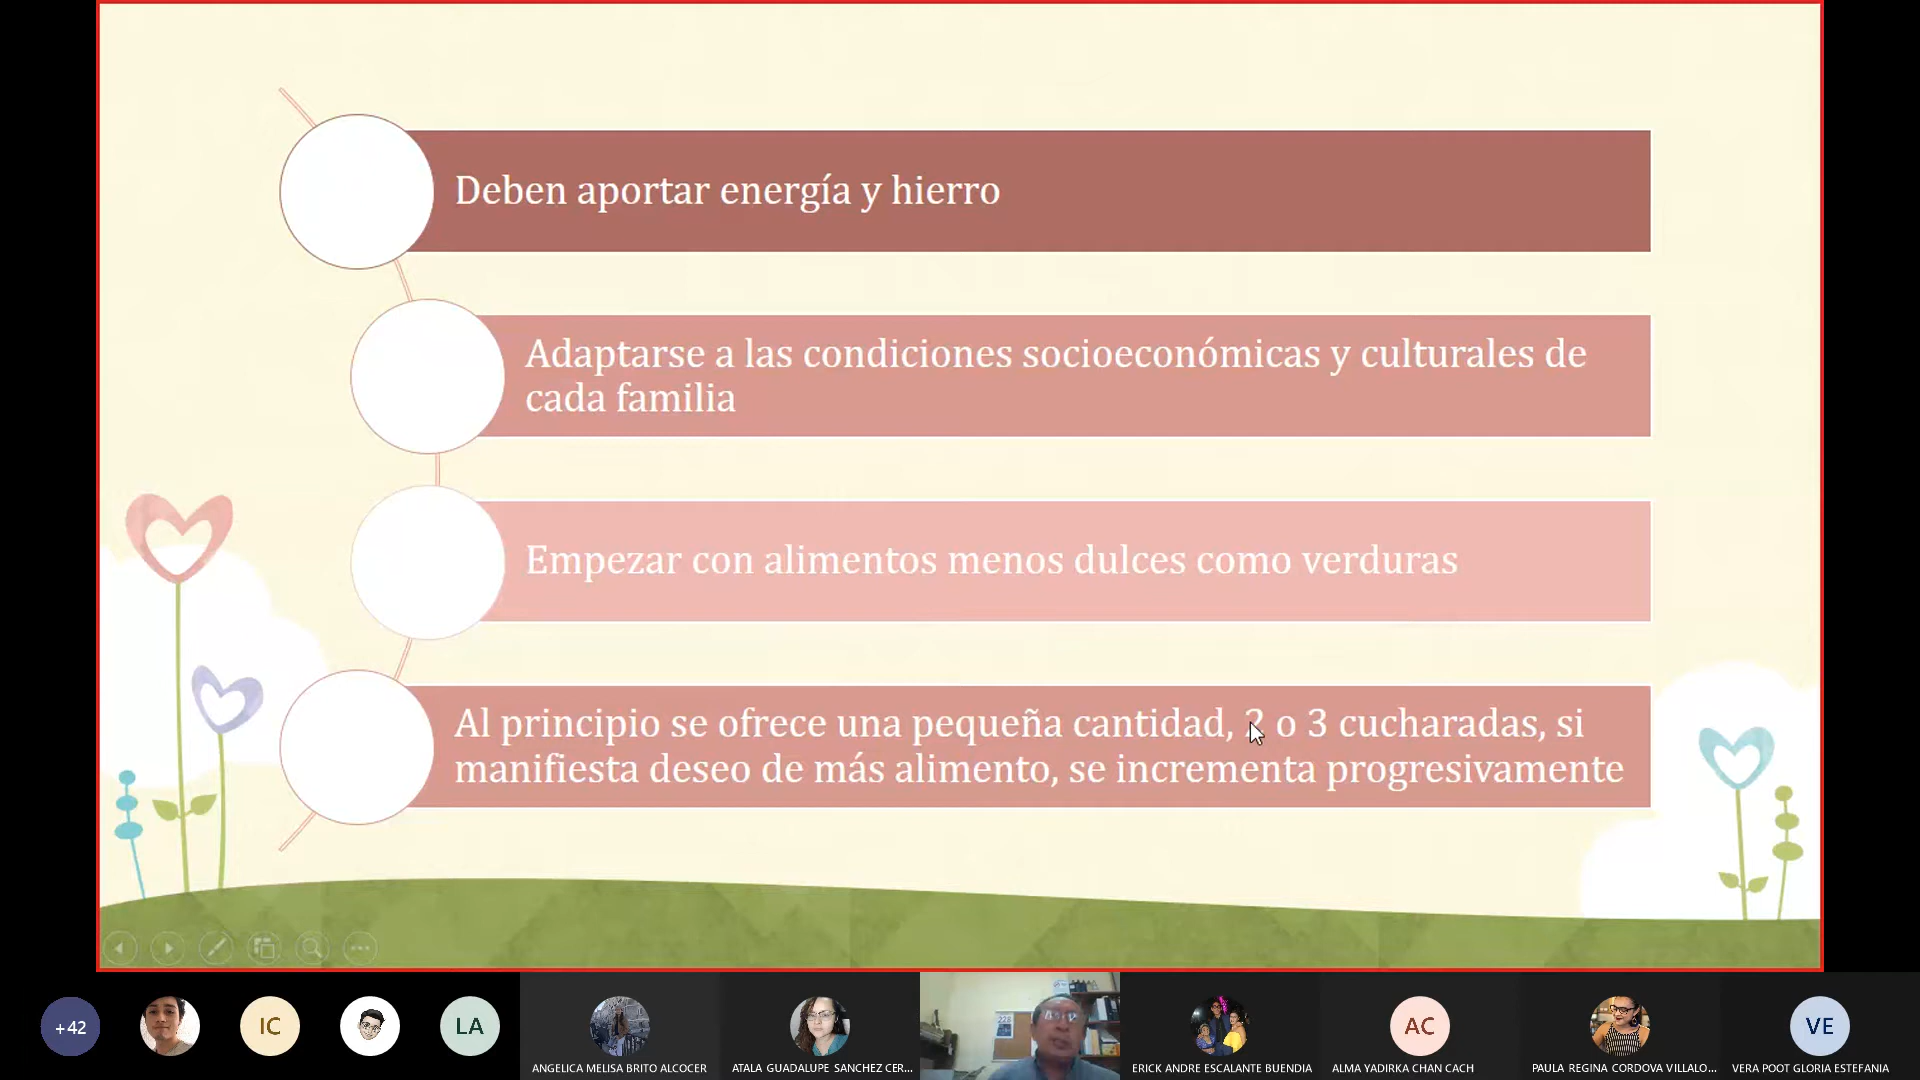 Deben aportar energía y hierro
Adaptarse a las condiciones socioeconómicas y culturales de
cada familia
Empezar con alimentos menos dulces como verduras
Al principio se ofrece una pequeña cantidad, 2 o 3 cucharadas, si
manifiesta deseo de más alimento, se incrementa progresivamente
+42
IC
LA
ANGELICA MELISA BRITO ALCOCER
ATALA GUADALUPE SANCHEZ CER...
228
ERICK ANDRE ESCALANTE BUENDIA
AC
ALMA YADIRKA CHAN CACH
PAULA REGINA CORDOVA VILLALO...
VE
VERA POOT GLORIA ESTEFANIA